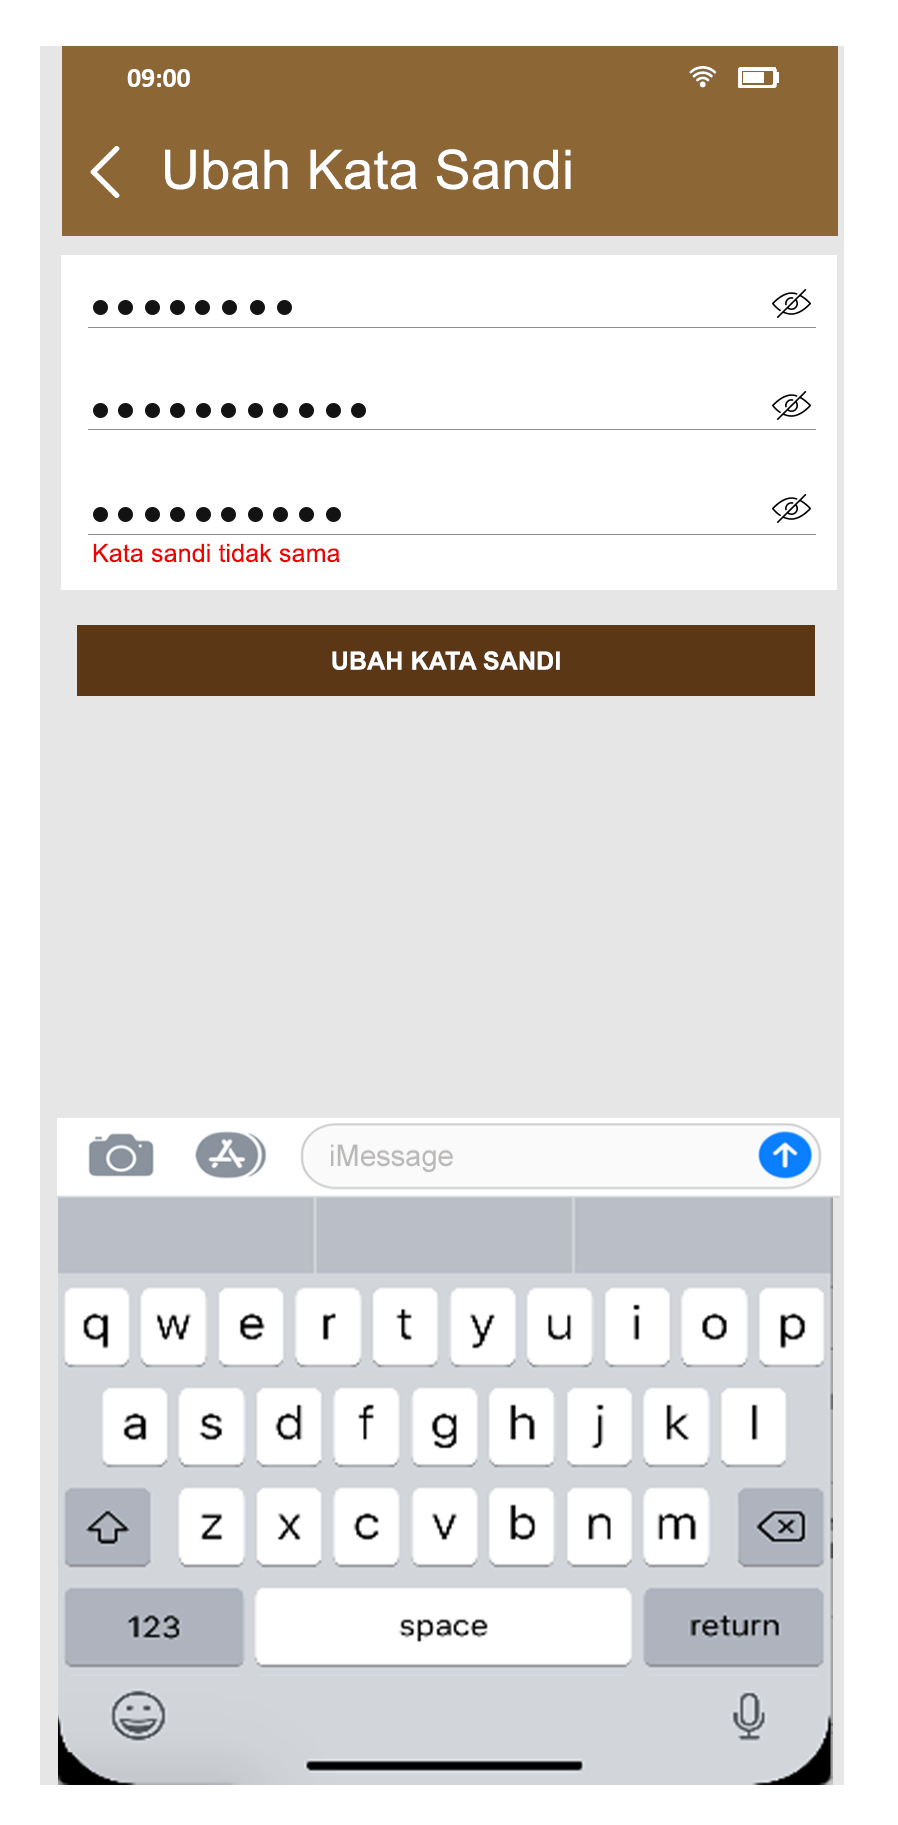 09:00
Ubah Kata Sandi
Kata sandi tidak sama
UBAH KATA SANDI
iMessage
q w e r t y u i o p
a s d f g h j k l
z x c v b n m
123 space return